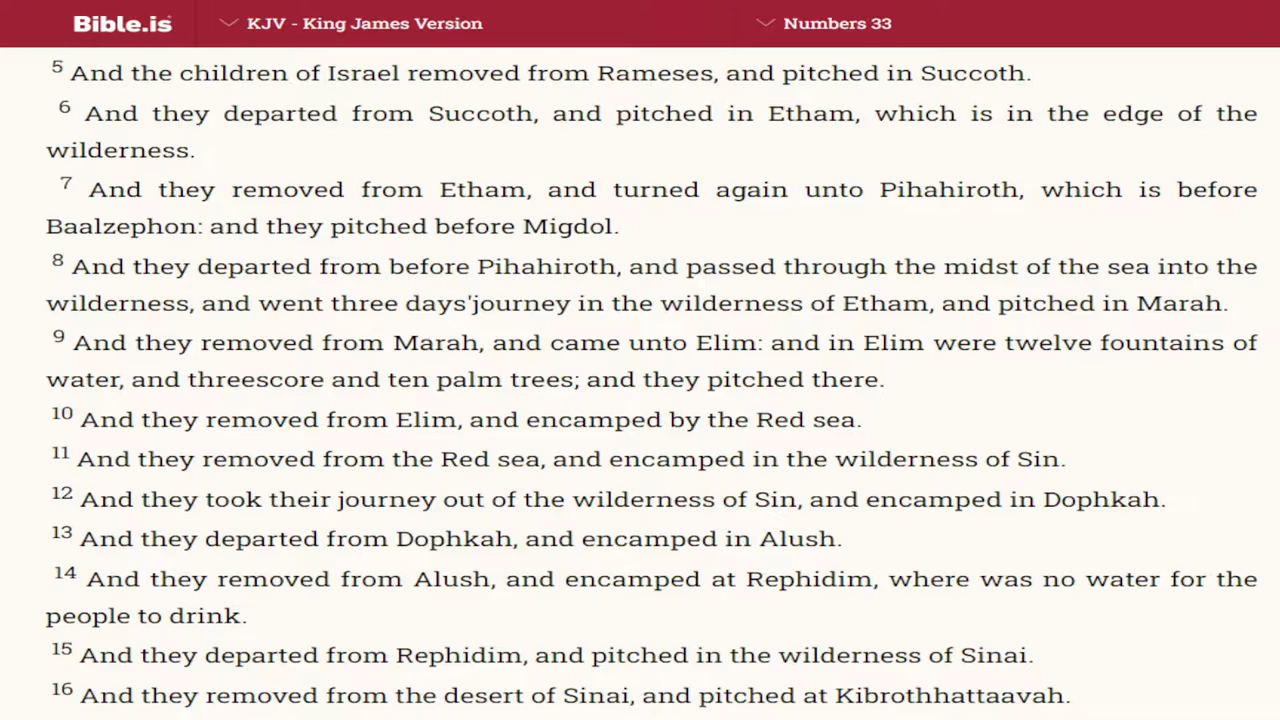 Bible.is KJV - King James Version Numbers 33
5 And the children of Israel removed from Rameses, and pitched in Succoth.
6 And they departed from Succoth, and pitched in Etham, which is in the edge of the
wilderness.
7 And they removed from Etham, and turned again unto Pihahiroth, which is before
Baalzephon: and they pitched before Migdol.
8 And they departed from before Pihahiroth, and passed through the midst of the sea into the
wilderness, and went three days'journey in the wilderness of Etham, and pitched in Marah.
9 And they removed from Marah, and came unto Elim: and in Elim were twelve fountains of
water, and threescore and ten palm trees; and they pitched there.
10 And they removed from Elim, and encamped by the Red sea.
11 And they removed from the Red sea, and encamped in the wilderness of Sin.
12 And they took their journey out of the wilderness of Sin, and encamped in Dophkah.
13 And they departed from Dophkah, and encamped in Alush.
14 And they removed from Alush, and encamped at Rephidim, where was no water for the
people to drink.
15 And they departed from Rephidim, and pitched in the wilderness of Sinai.
16 And they removed from the desert of Sinai, and pitched at Kibrothhattaavah.